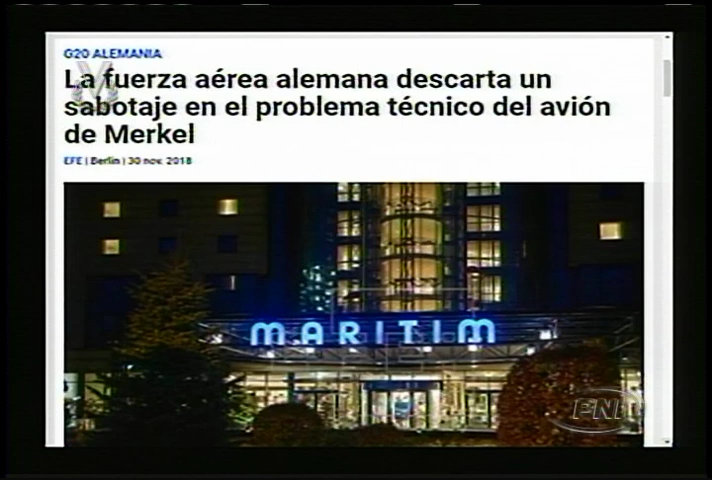 G20 ALEMANIA
La fuerza aérea alemana descarta un
sabotaje en el problema técnico del avión
de Merkel
EFE | Berlín | 30 nov. 2018
MARITIM